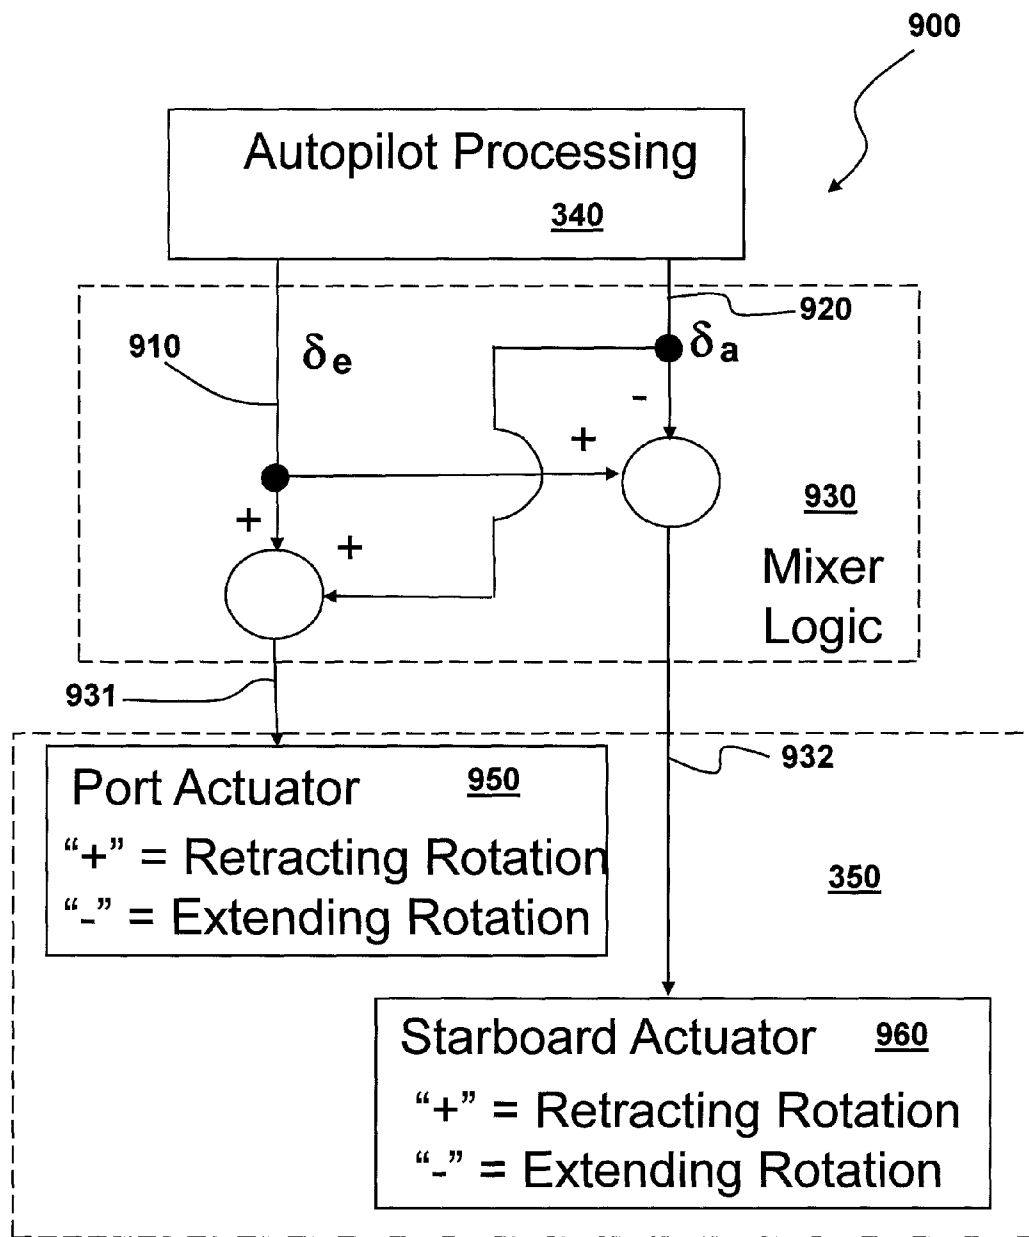 900
Autopilot Processing
340
920
910
δe
δa
-
+
930
+
+
Mixer
Logic
931
932
Port Actuator 950
“+” = Retracting Rotation
“-” = Extending Rotation
350
Starboard Actuator 960
“+” = Retracting Rotation
“-” = Extending Rotation